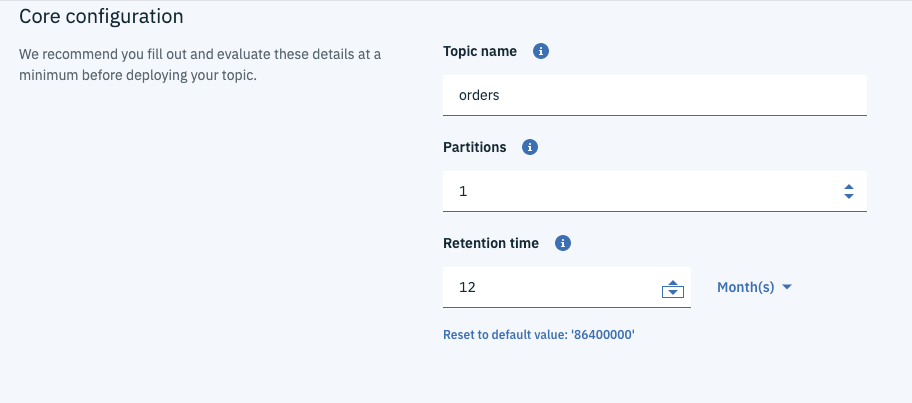 Core configuration
We recommend you fill out and evaluate these details at a
minimum before deploying your topic.
Topic name
orders
Partitions
1
Retention time
12
Month(s)
Reset to default value: '86400000'